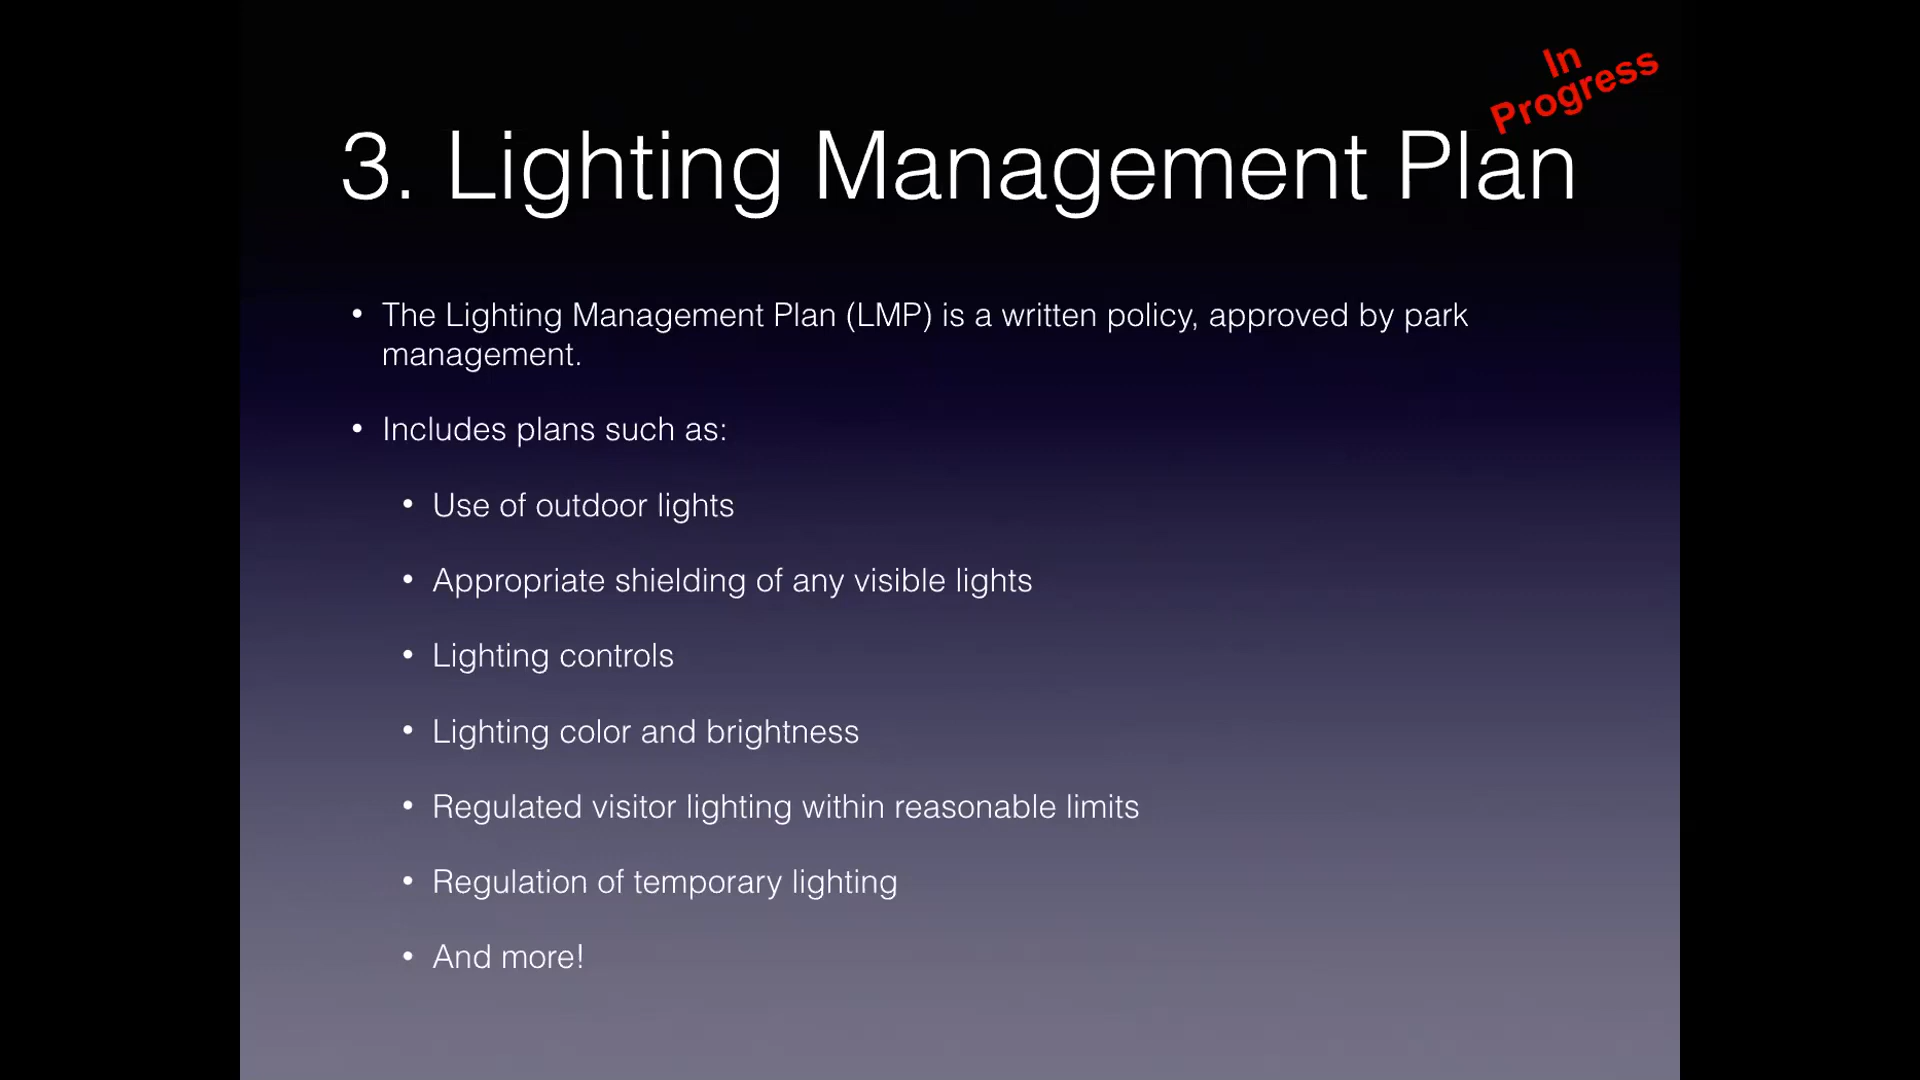 In
Progress
3. Lighting Management Plan
• The Lighting Management Plan (LMP) is a written policy, approved by park
management.
• Includes plans such as:
• Use of outdoor lights
• Appropriate shielding of any visible lights
• Lighting controls
• Lighting color and brightness
• Regulated visitor lighting within reasonable limits
• Regulation of temporary lighting
• And more!